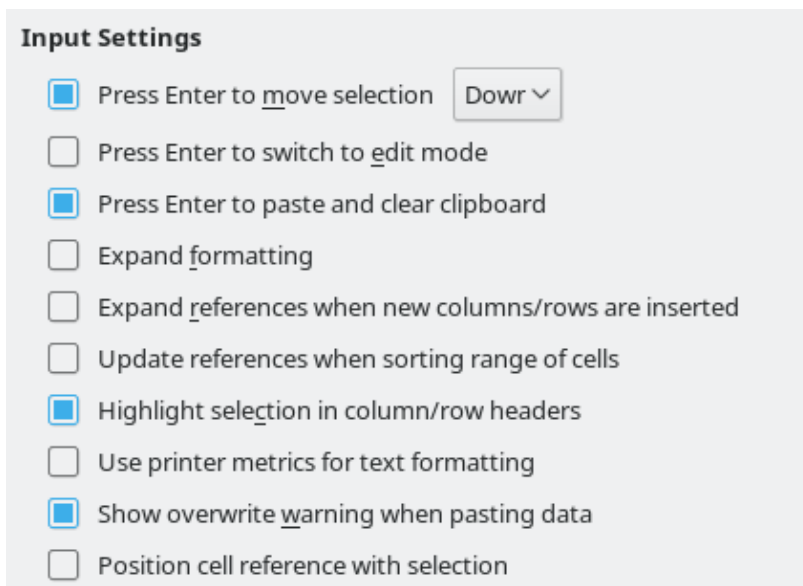 Input Settings
Press Enter to move selection Dowr
Press Enter to switch to edit mode
Press Enter to paste and clear clipboard
Expand formatting
Expand references when new columns/rows are inserted
Update references when sorting range of cells
Highlight selection in column/row headers
Use printer metrics for text formatting
Show overwrite warning when pasting data
Position cell reference with selection